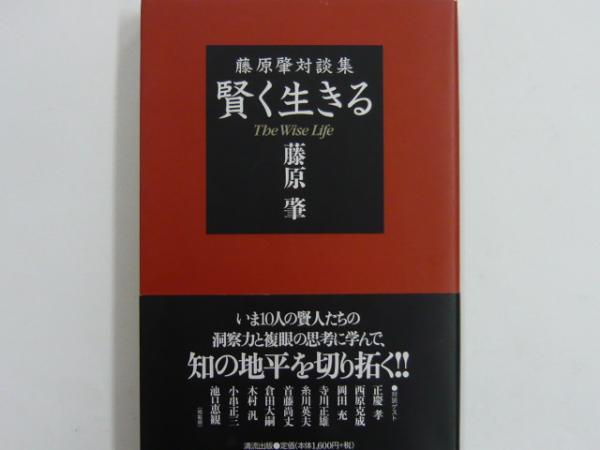 藤原肇対談集
賢く生きる
The Wise Life
藤原 肇
いま10人の賢人たちの
洞察力と複眼の思考に学んで、
知の地平を切り拓く!!
●対談ゲスト
正慶 孝
西原克成
岡田 充
寺川正雄
糸川英夫
首藤尚丈
倉田大嗣
木村 汎
小串正三
池口恵観
清流出版●定価(本体1,600円+税)